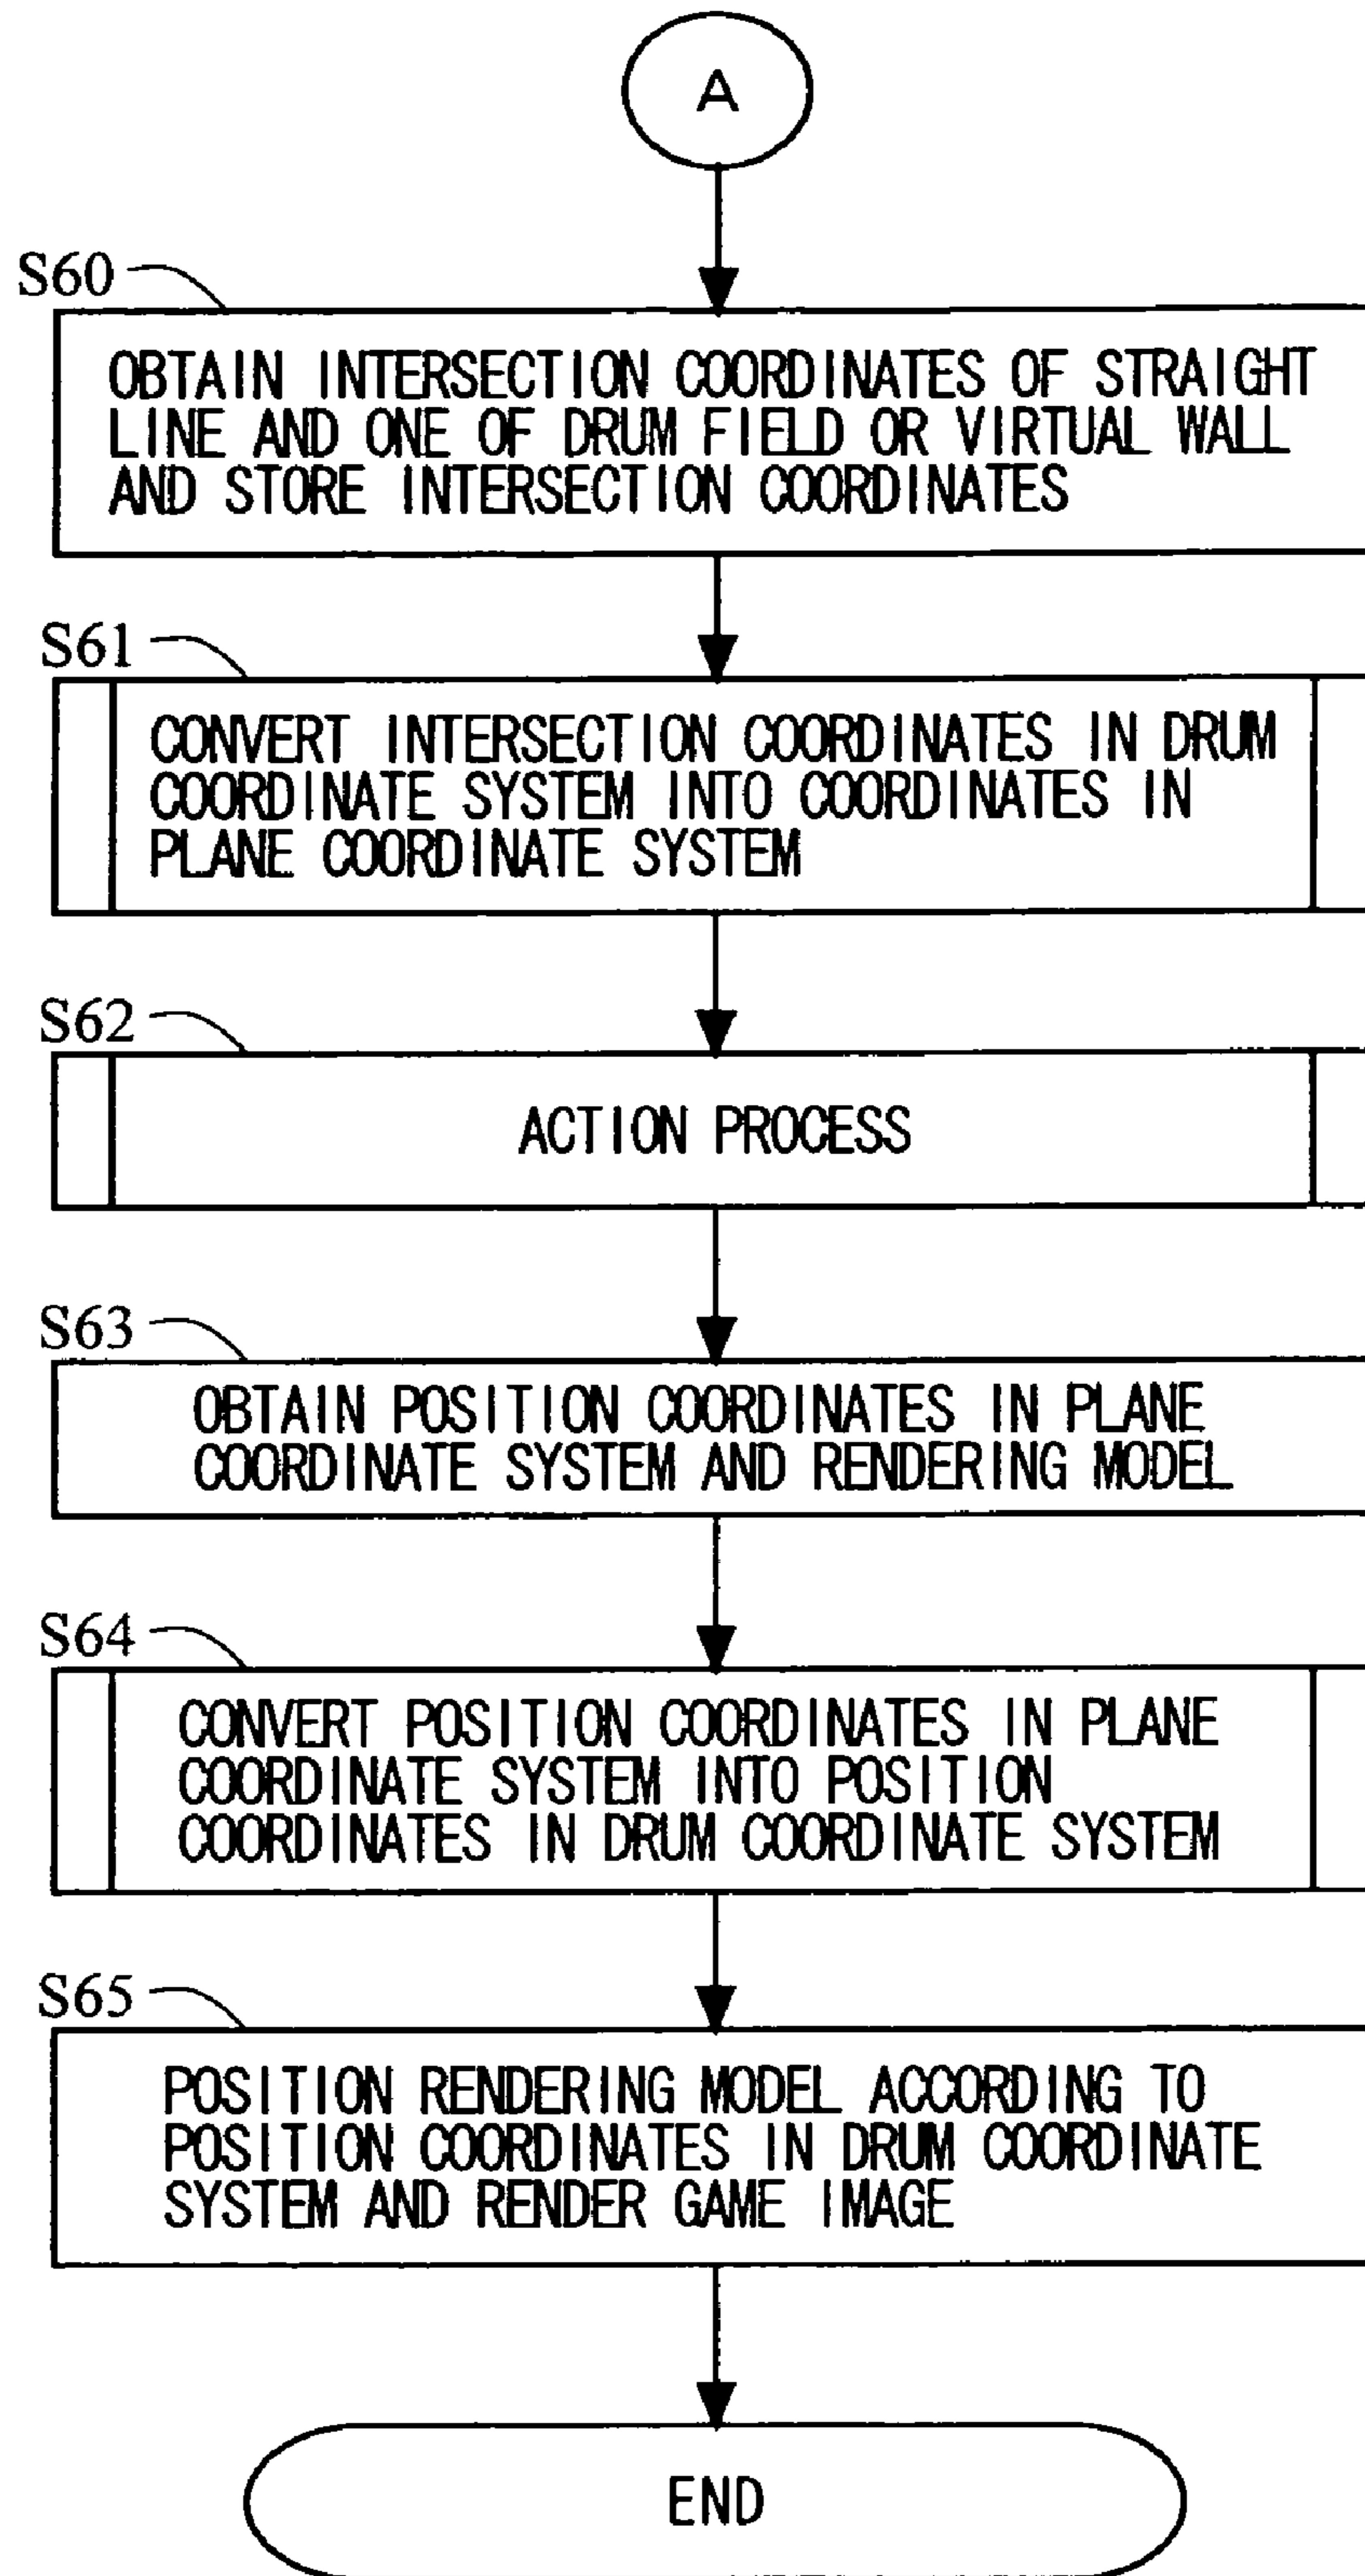 A
S60
OBTAIN INTERSECTION COORDINATES OF STRAIGHT
LINE AND ONE OF DRUM FIELD OR VIRTUAL WALL
AND STORE INTERSECTION COORDINATES
S61
CONVERT INTERSECTION COORDINATES IN DRUM
COORDINATE SYSTEM INTO COORDINATES IN
PLANE COORDINATE SYSTEM
S62
ACTION PROCESS
S63
OBTAIN POSITION COORDINATES IN PLANE
COORDINATE SYSTEM AND RENDERING MODEL
S64
CONVERT POSITION COORDINATES IN PLANE
COORDINATE SYSTEM INTO POSITION
COORDINATES IN DRUM COORDINATE SYSTEM
S65
POSITION RENDERING MODEL ACCORDING TO
POSITION COORDINATES IN DRUM COORDINATE
SYSTEM AND RENDER GAME IMAGE
END